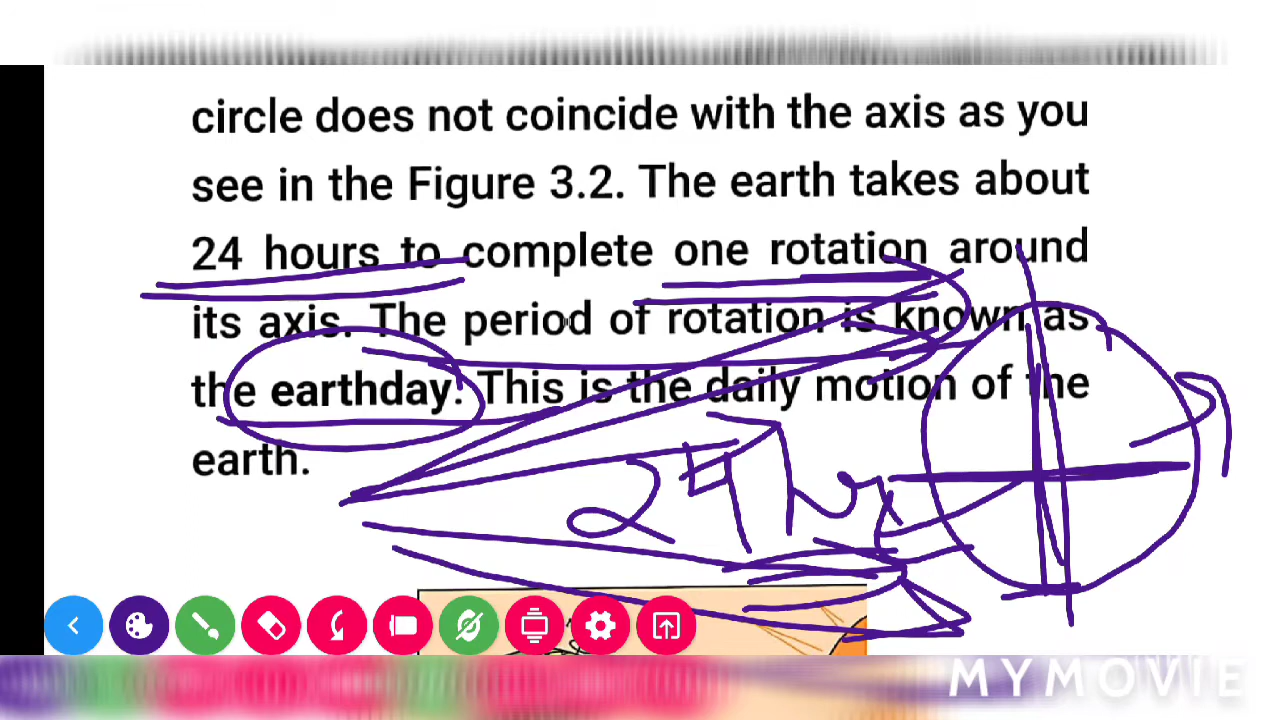 circle does not coincide with the axis as you
see in the Figure 3.2. The earth takes about
24 hours to complete one rotation around
its axis. The period of rotation is known as
the earthday. This is the daily motion of the
earth.
24 hrs
MYMOVIE